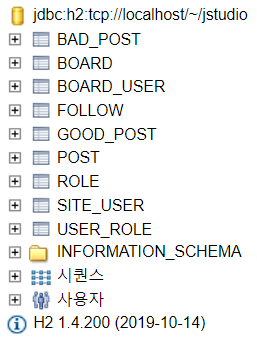 jdbc:h2:tcp://localhost/~/jstudio
BAD_POST
BOARD
BOARD_USER
FOLLOW
GOOD_POST
POST
ROLE
SITE_USER
USER_ROLE
INFORMATION_SCHEMA
시퀀스
사용자
H2 1.4.200 (2019-10-14)